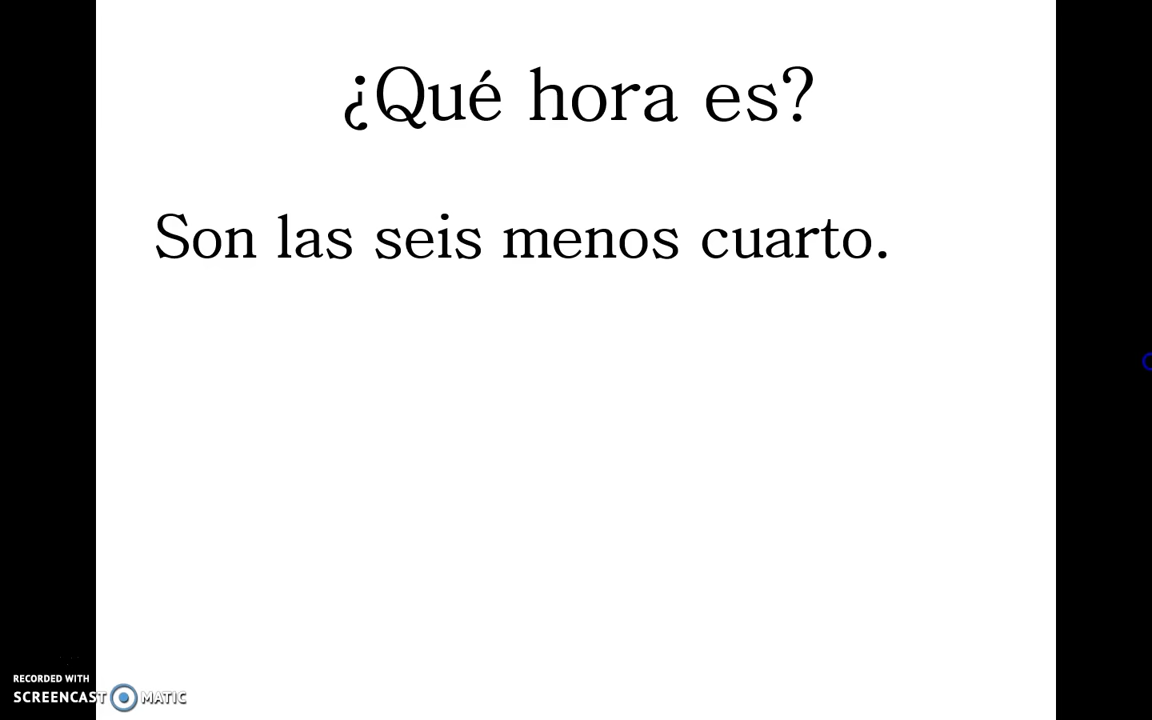 ¿Qué hora es?
Son las seis menos cuarto.
RECORDED WITH
SCREENCAST MATIC